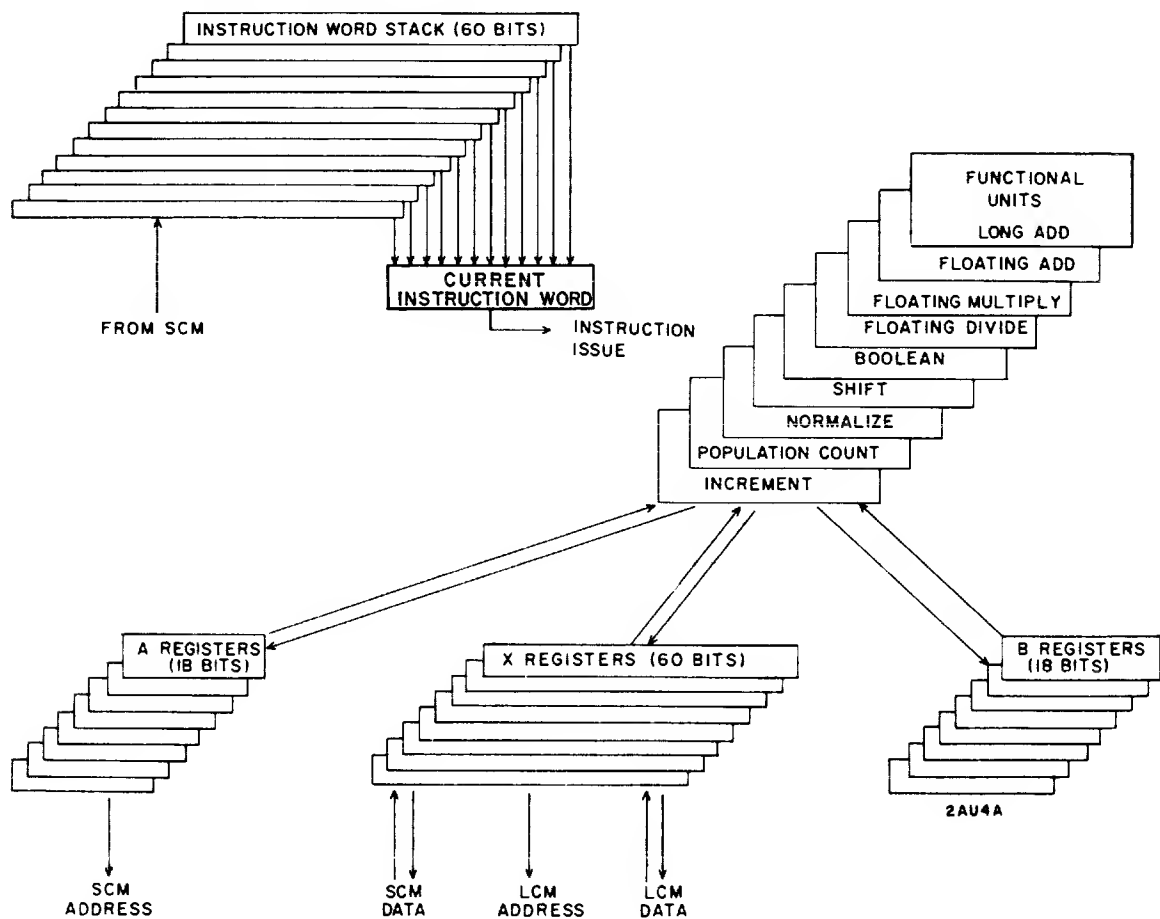 INSTRUCTION WORD STACK (60 BITS)
CURRENT
INSTRUCTION WORD
FROM SCM
INSTRUCTION
ISSUE
FUNCTIONAL
UNITS
LONG ADD
FLOATING ADD
FLOATING MULTIPLY
FLOATING DIVIDE
BOOLEAN
SHIFT
NORMALIZE
POPULATION COUNT
INCREMENT
A REGISTERS
(18 BITS)
X REGISTERS (60 BITS)
B REGISTERS
(18 BITS)
2AU4A
SCM
ADDRESS
SCM
DATA
LCM
ADDRESS
LCM
DATA